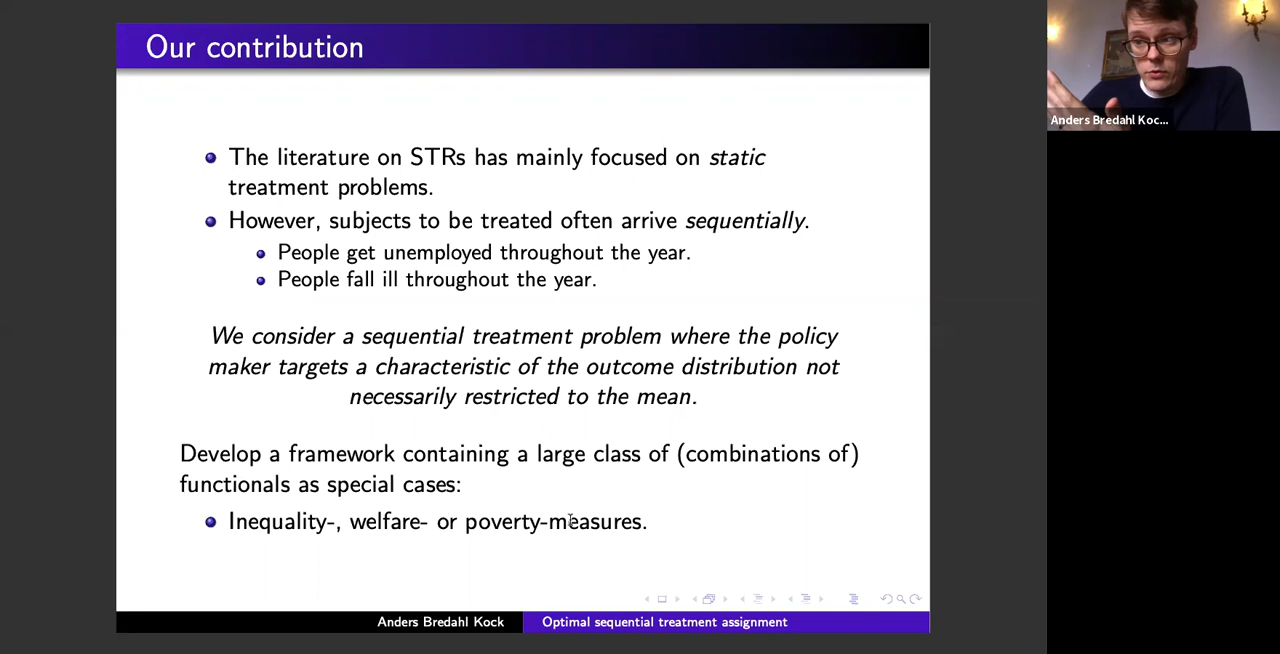 Our contribution
The literature on STRs has mainly focused on static
treatment problems.
However, subjects to be treated often arrive sequentially.
People get unemployed throughout the year.
People fall ill throughout the year.
We consider a sequential treatment problem where the policy
maker targets a characteristic of the outcome distribution not
necessarily restricted to the mean.
Develop a framework containing a large class of (combinations of)
functionals as special cases:
Inequality-, welfare- or poverty-measures.
Anders Bredahl Kock
Optimal sequential treatment assignment
Anders Bredahl Koc...